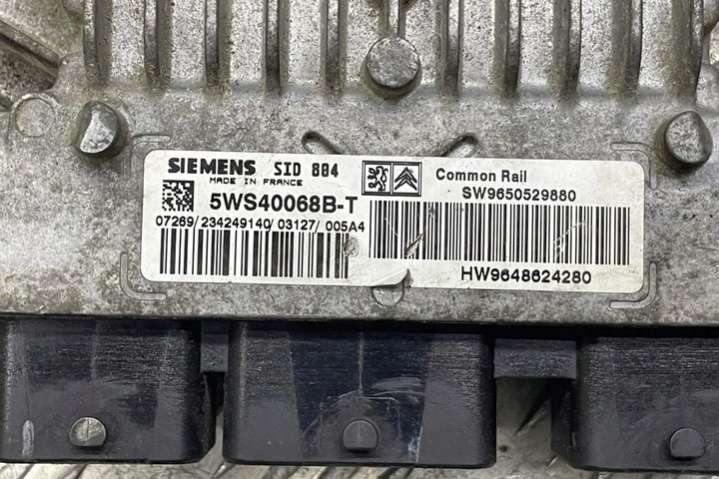 SIEMENS SID 804
MADE IN FRANCE
5WS40068B-T
07269/234249140/03127/005A4
Common Rail
SW9650529880
HW9648624280